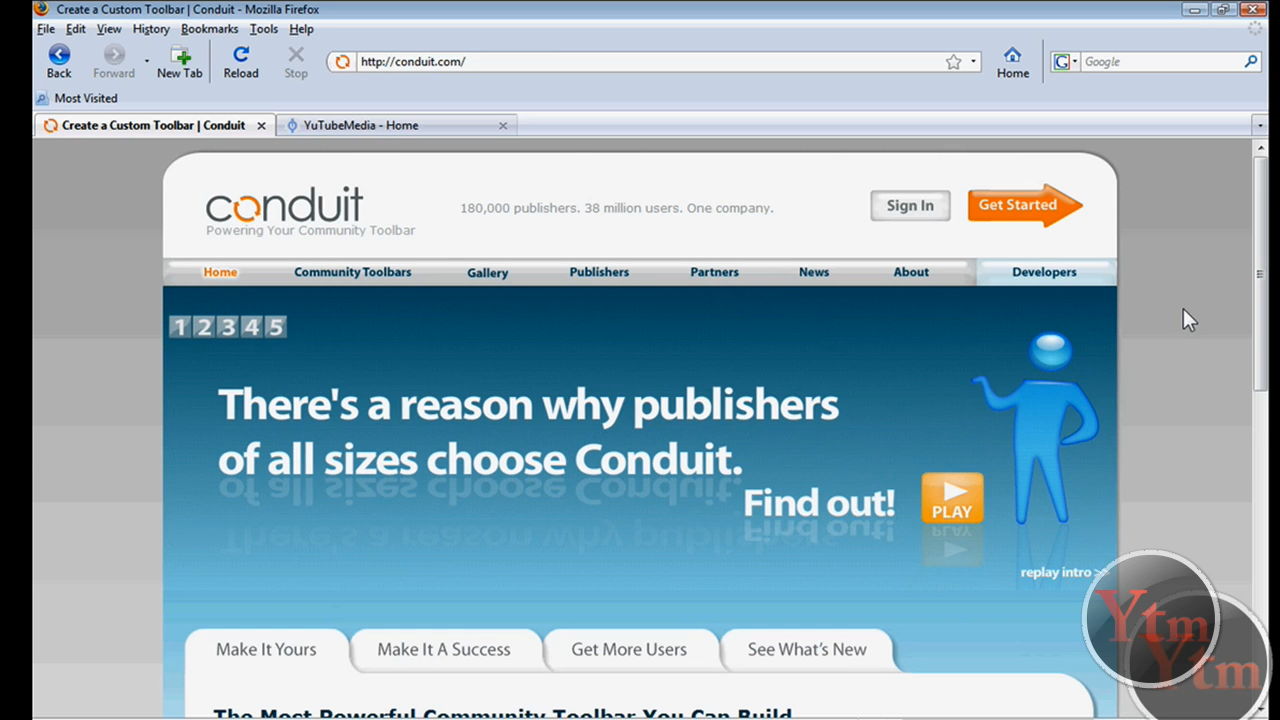 Create a Custom Toolbar | Conduit - Mozilla Firefox
File Edit View History Bookmarks Tools Help
Back Forward New Tab Reload Stop http://conduit.com/ Home G Google
Most Visited
Create a Custom Toolbar | Conduit YuTubeMedia - Home
conduit
Powering Your Community Toolbar
180,000 publishers. 38 million users. One company.
Sign In
Get Started
Home Community Toolbars Gallery Publishers Partners News About Developers
1 2 3 4 5
There's a reason why publishers
of all sizes choose Conduit.
Find out!
PLAY
replay intro >>
Make It Yours Make It A Success Get More Users See What's New
The Most Powerful Community Toolbar You Can Build
Ytm
Ytm